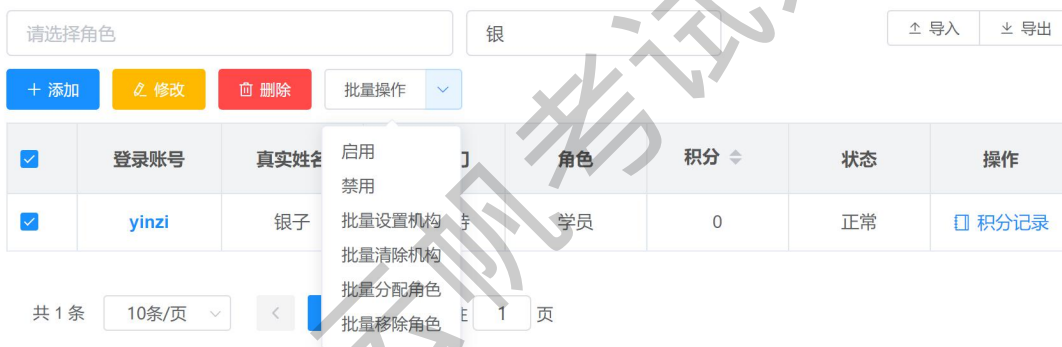 请选择角色
银
导入
导出
添加
修改
删除
批量操作
登录账号
真实姓名
角色
积分
状态
操作
yinzi
银子
学员
0
正常
积分记录
启用
禁用
批量设置机构
批量清除机构
批量分配角色
批量移除角色
共 1 条
10条/页
1
页
云帆考试